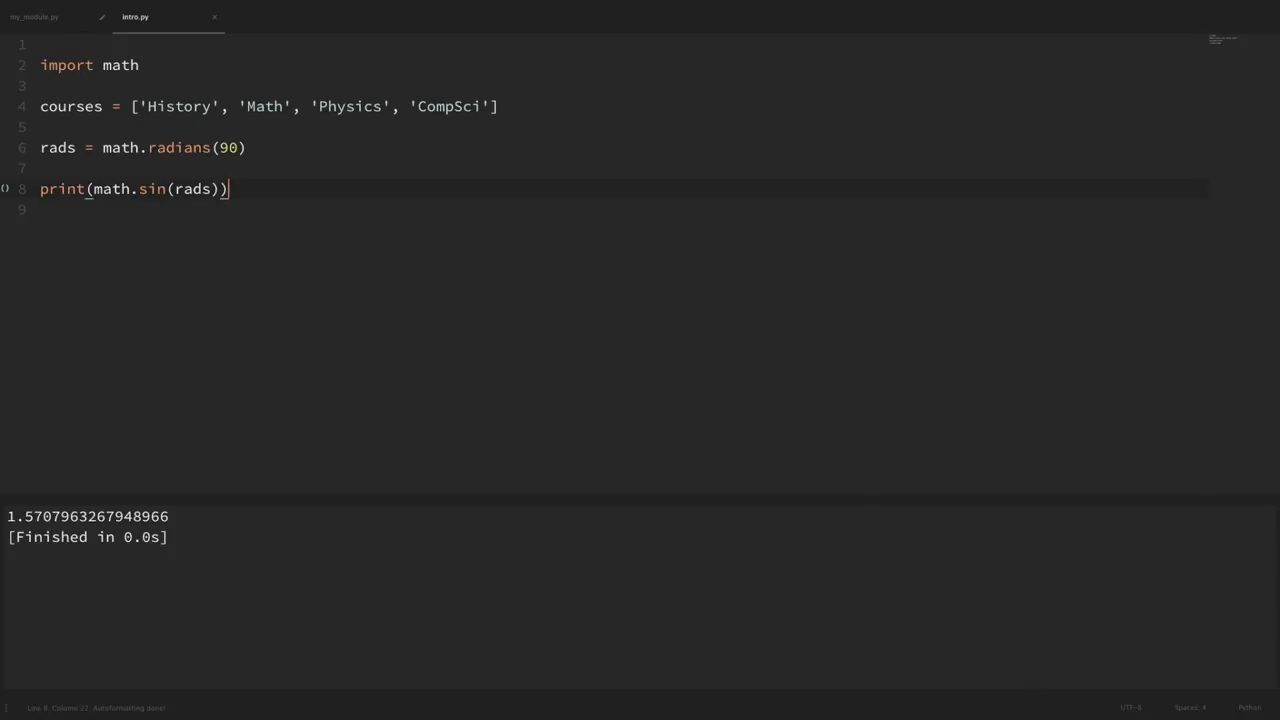 my_module.py intro.py ×
1
2 import math
3
4 courses = ['History', 'Math', 'Physics', 'CompSci']
5
6 rads = math.radians(90)
7
() 8 print(math.sin(rads))
9
1.5707963267948966
[Finished in 0.0s]
Line 8, Column 22; Autoformatting done! UTF-8 Spaces: 4 Python